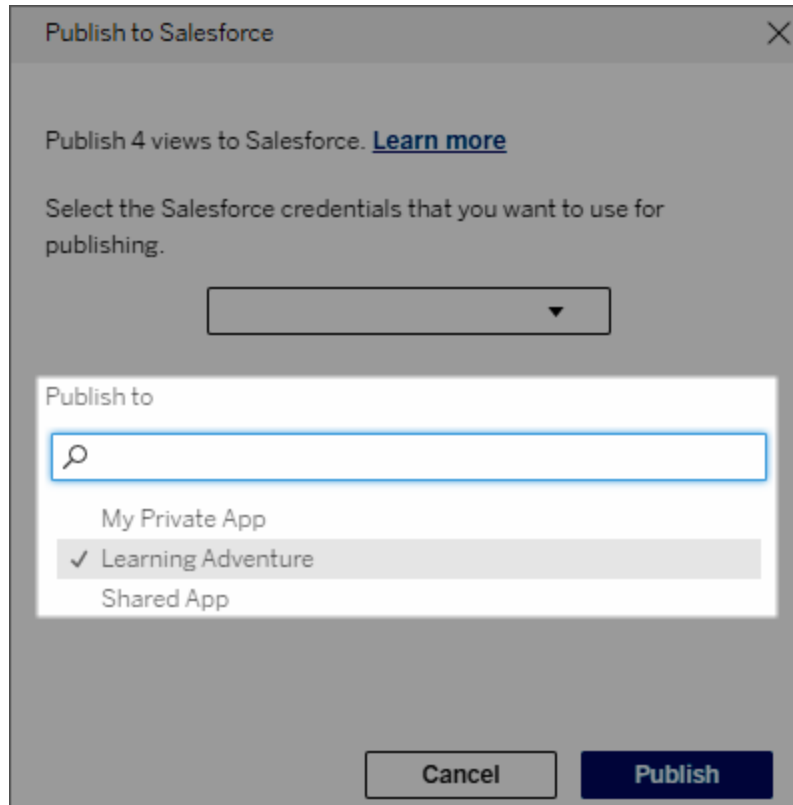 Publish to Salesforce
Publish 4 views to Salesforce. Learn more
Select the Salesforce credentials that you want to use for
publishing.
Publish to
My Private App
Learning Adventure
Shared App
Cancel Publish